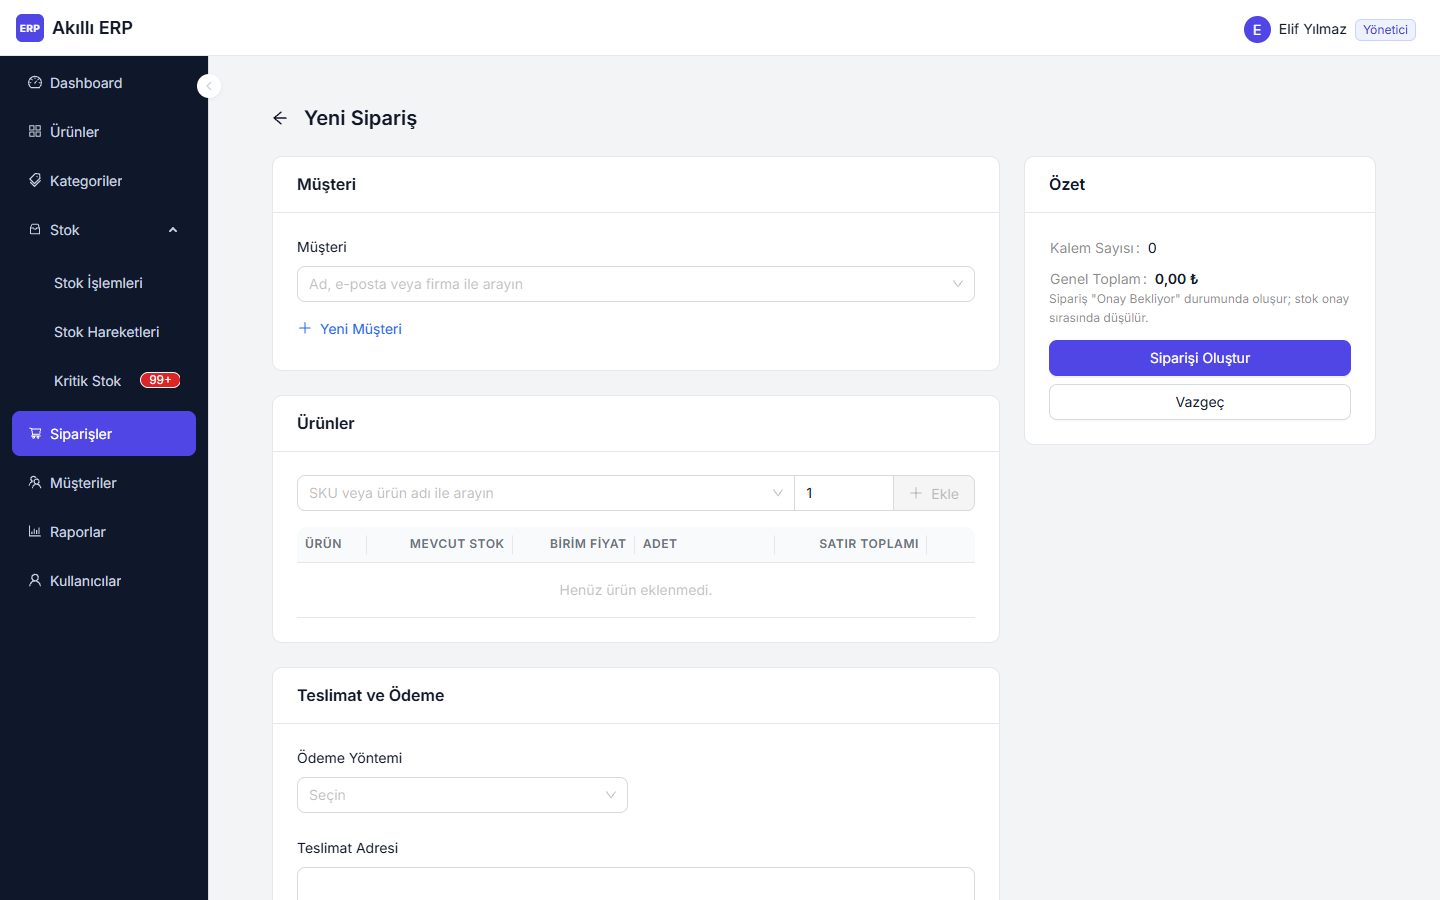 ERP Akıllı ERP
E Elif Yılmaz Yönetici
Dashboard
Ürünler
Kategoriler
Stok
Stok İşlemleri
Stok Hareketleri
Kritik Stok 99+
Siparişler
Müşteriler
Raporlar
Kullanıcılar
Yeni Sipariş
Müşteri
Müşteri
Ad, e-posta veya firma ile arayın
Yeni Müşteri
Ürünler
SKU veya ürün adı ile arayın 1 Ekle
ÜRÜN MEVCUT STOK BİRİM FİYAT ADET SATIR TOPLAMI
Henüz ürün eklenmedi.
Teslimat ve Ödeme
Ödeme Yöntemi
Seçin
Teslimat Adresi
Özet
Kalem Sayısı: 0
Genel Toplam: 0,00 ₺
Sipariş "Onay Bekliyor" durumunda oluşur; stok onay
sırasında düşülür.
Siparişi Oluştur
Vazgeç